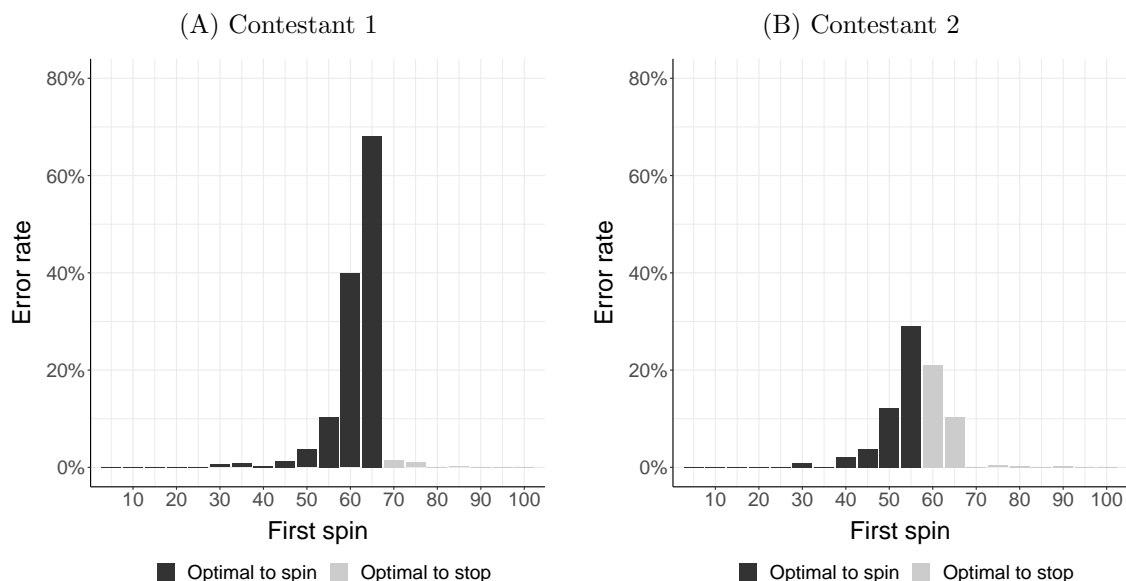 (A) Contestant 1
80%
60%
40%
20%
0%
Error rate
10 20 30 40 50 60 70 80 90 100
First spin
Optimal to spin Optimal to stop
(B) Contestant 2
80%
60%
40%
20%
0%
Error rate
10 20 30 40 50 60 70 80 90 100
First spin
Optimal to spin Optimal to stop